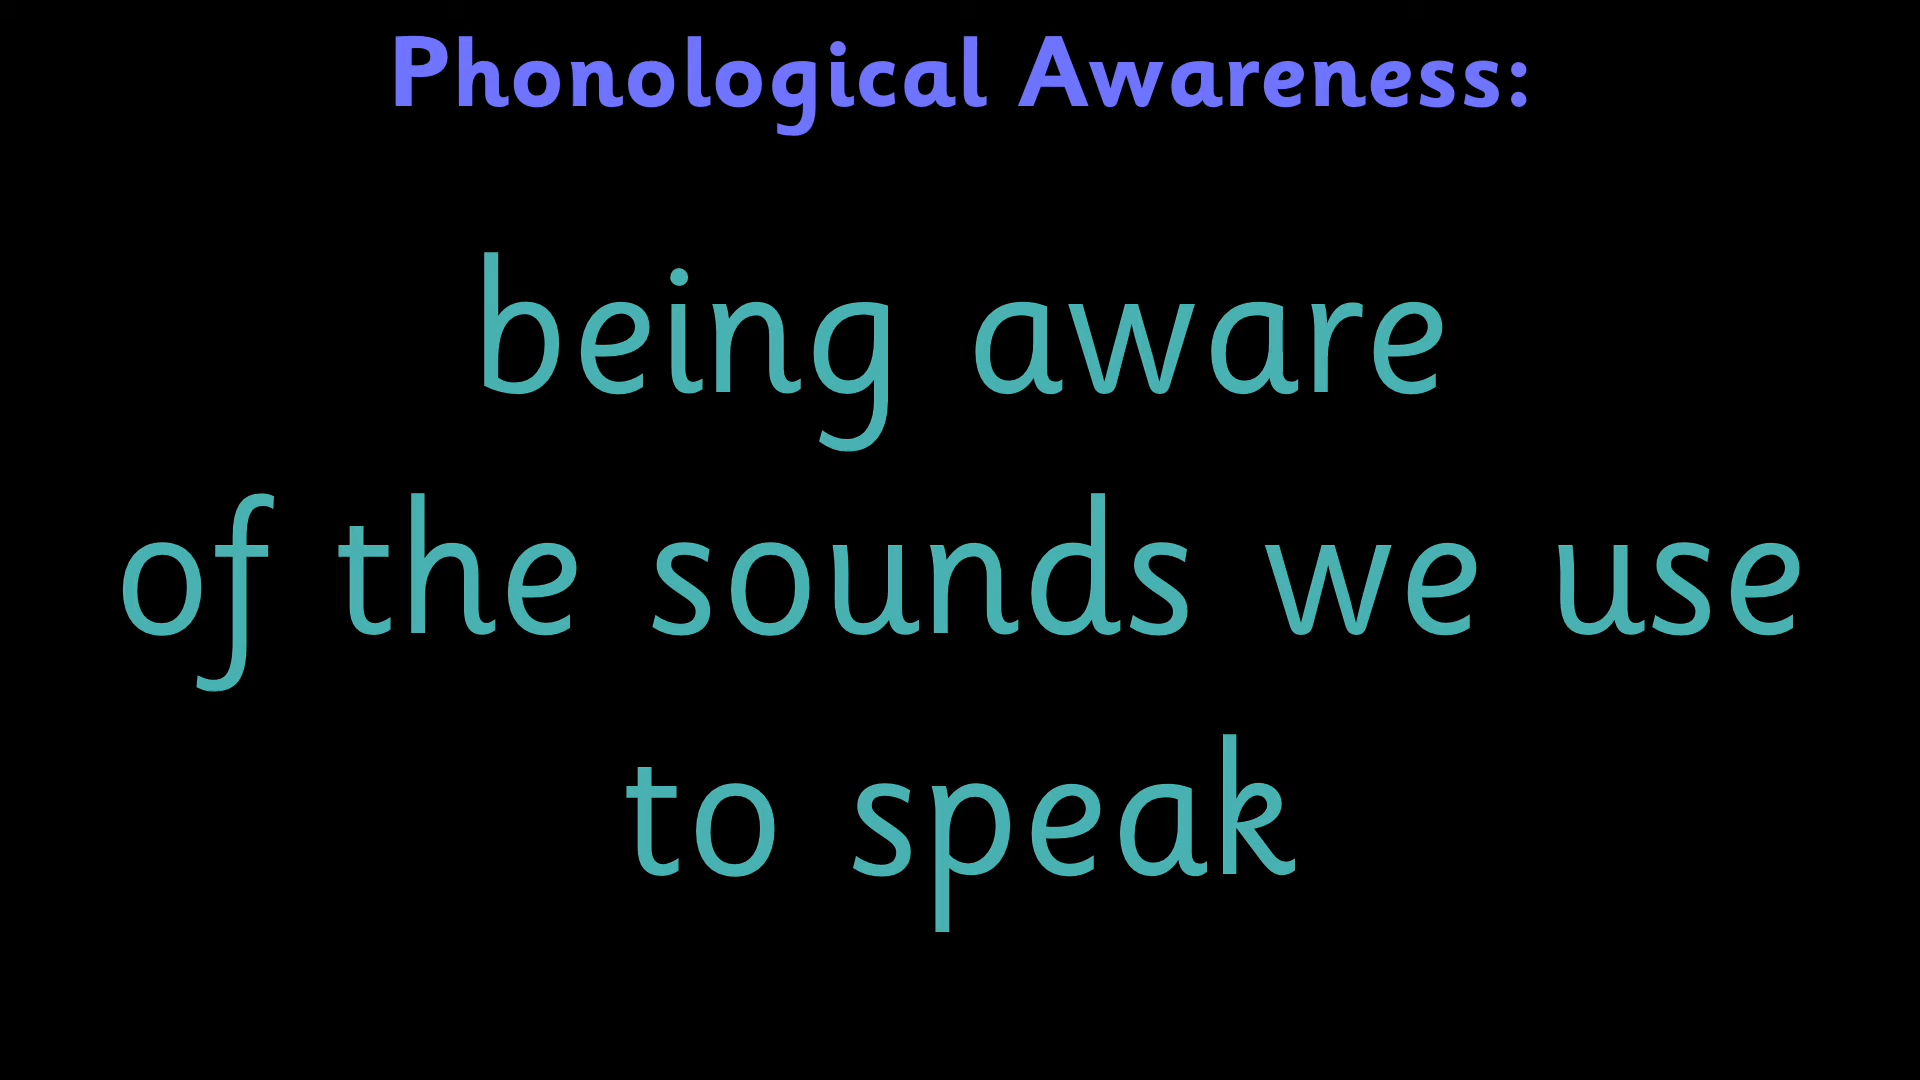 Phonological Awareness:
being aware
of the sounds we use
to speak